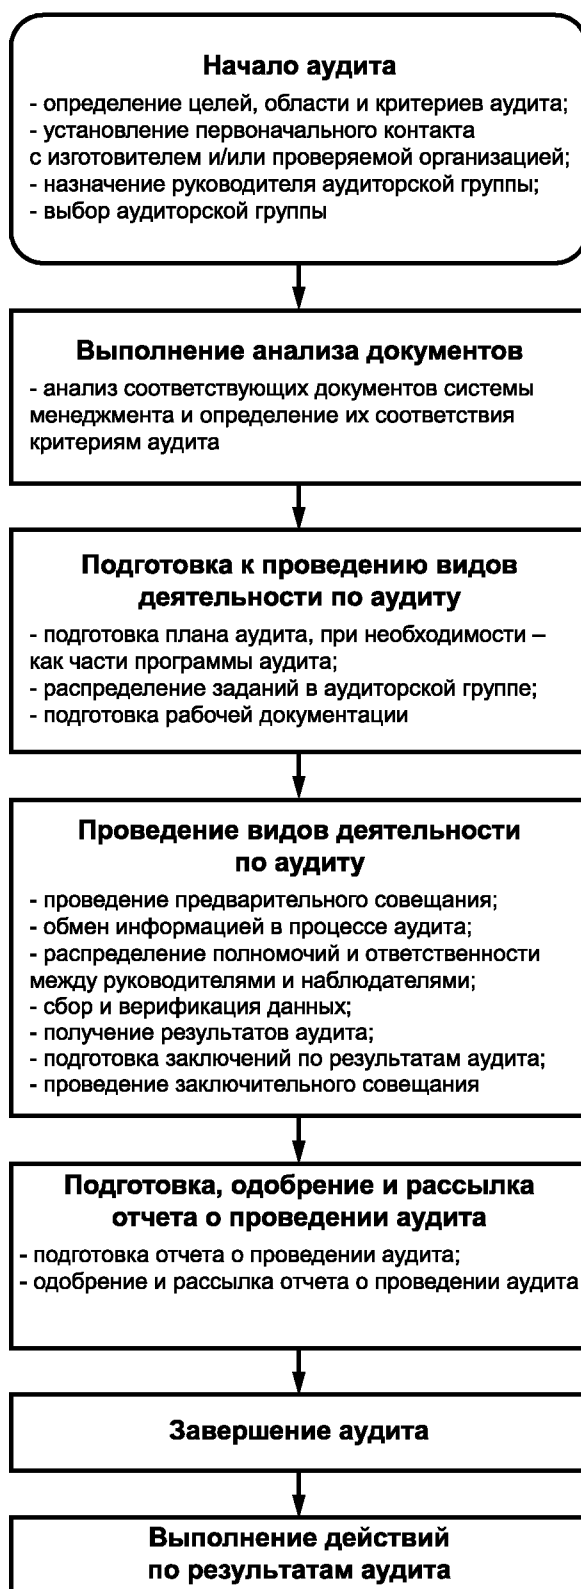 Начало аудита
- определение целей, области и критериев аудита;
- установление первоначального контакта
с изготовителем и/или проверяемой организацией;
- назначение руководителя аудиторской группы;
- выбор аудиторской группы
Выполнение анализа документов
- анализ соответствующих документов системы
менеджмента и определение их соответствия
критериям аудита
Подготовка к проведению видов
деятельности по аудиту
- подготовка плана аудита, при необходимости –
как части программы аудита;
- распределение заданий в аудиторской группе;
- подготовка рабочей документации
Проведение видов деятельности
по аудиту
- проведение предварительного совещания;
- обмен информацией в процессе аудита;
- распределение полномочий и ответственности
между руководителями и наблюдателями;
- сбор и верификация данных;
- получение результатов аудита;
- подготовка заключений по результатам аудита;
- проведение заключительного совещания
Подготовка, одобрение и рассылка
отчета о проведении аудита
- подготовка отчета о проведении аудита;
- одобрение и рассылка отчета о проведении аудита
Завершение аудита
Выполнение действий
по результатам аудита